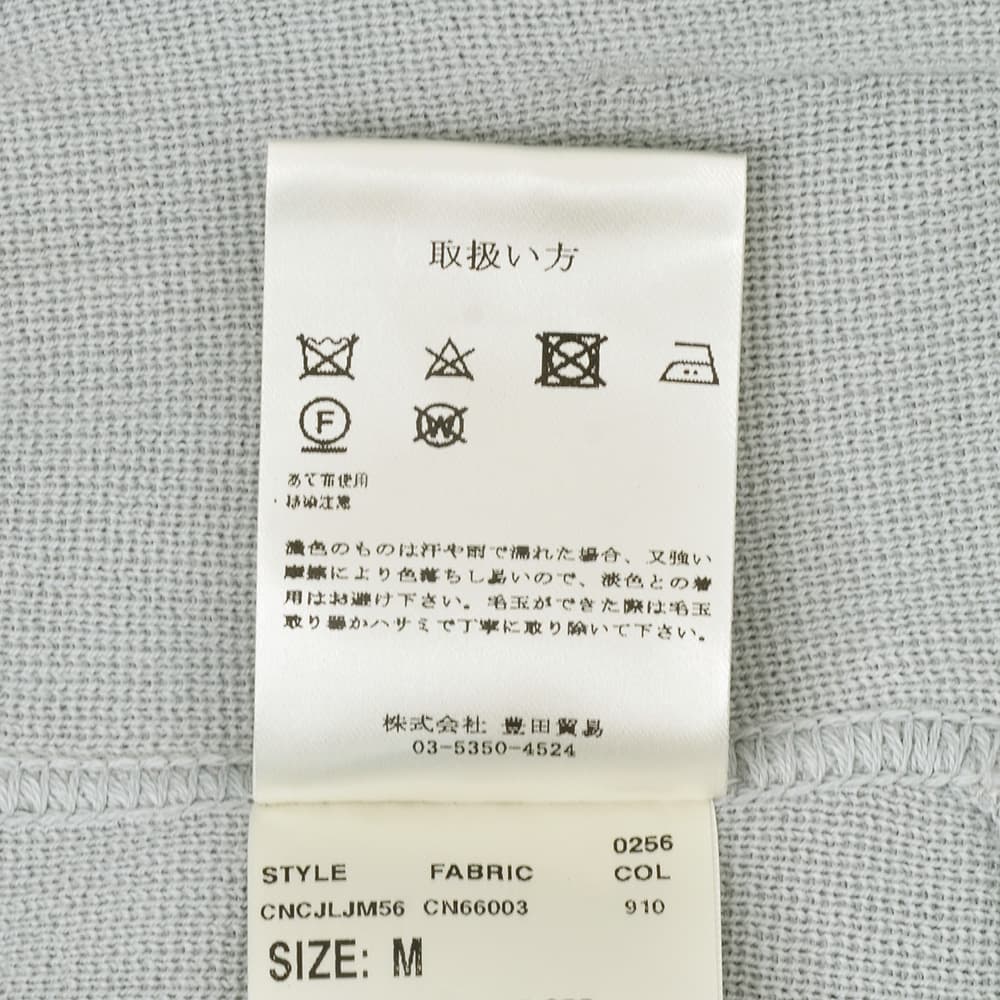 取扱い方
F W
あて布使用
はぬ注意
濃色のものは汗や雨で濡れた場合、又強い
摩擦により色落ちし易いので、淡色との着
用はお避け下さい。毛玉ができた際は毛玉
取り器かハサミで丁寧に取り除いて下さい。
株式会社 豊田貿易
03-5350-4524
0256
STYLE FABRIC COL
CNCJLJM56 CN66003 910
SIZE: M